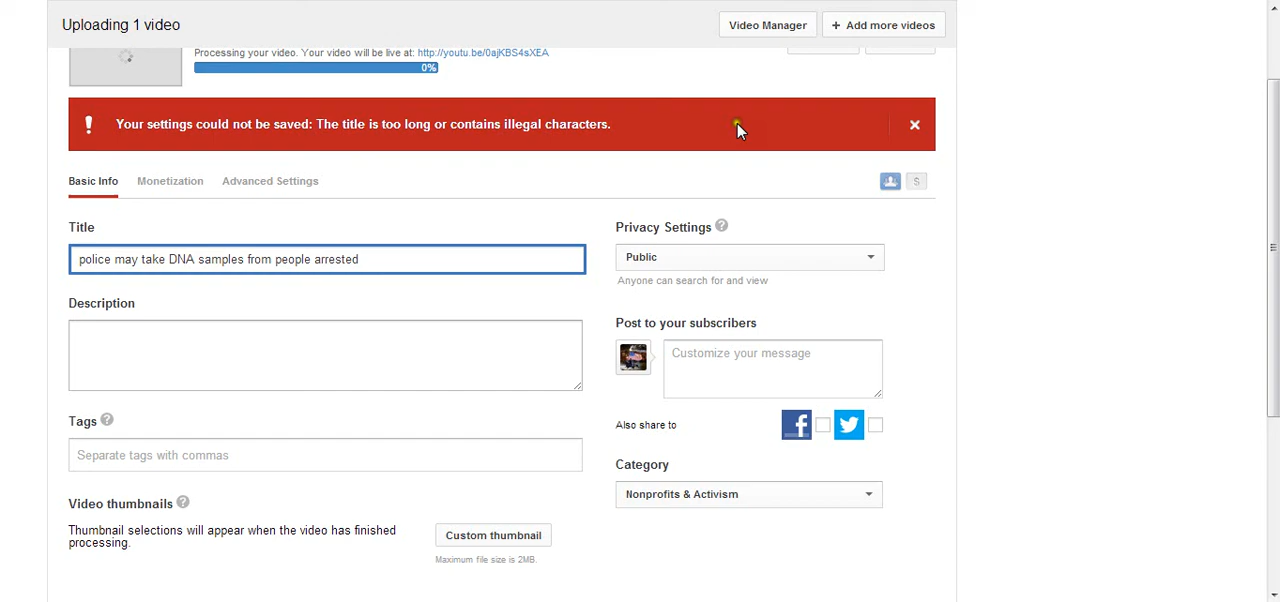 Uploading 1 video
Video Manager
+ Add more videos
Processing your video. Your video will be live at: http://youtu.be/0ajKBS4sXEA
0%
! Your settings could not be saved: The title is too long or contains illegal characters. ×
Basic Info Monetization Advanced Settings
$
Title
police may take DNA samples from people arrested
Description
Tags ?
Separate tags with commas
Video thumbnails ?
Thumbnail selections will appear when the video has finished
processing.
Custom thumbnail
Maximum file size is 2MB.
Privacy Settings ?
Public
Anyone can search for and view
Post to your subscribers
Customize your message
Also share to
f
Category
Nonprofits & Activism